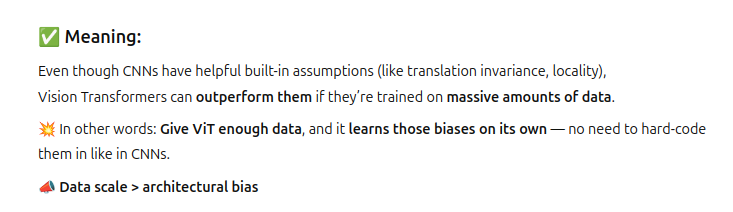 ✅ Meaning:
Even though CNNs have helpful built-in assumptions (like translation invariance, locality),
Vision Transformers can outperform them if they’re trained on massive amounts of data.
💥 In other words: Give ViT enough data, and it learns those biases on its own — no need to hard-code
them in like in CNNs.
📣 Data scale > architectural bias